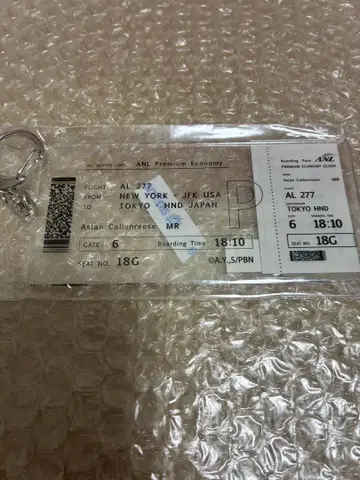 ANL Premium Economy
FLIGHT AL 277
FROM NEW YORK - JFK USA
TO TOKYO - HND JAPAN
Asian Callenreese MR
GATE 6 Boarding Time 18:10
SEAT NO. 18G
P
©A.Y.,S/PBN
Boarding Pass ANL
PREMIUM ECONOMY CLASS
Asian Callenreese MR
AL 277
TOKYO HND
6 18:10
SEAT NO. 18G